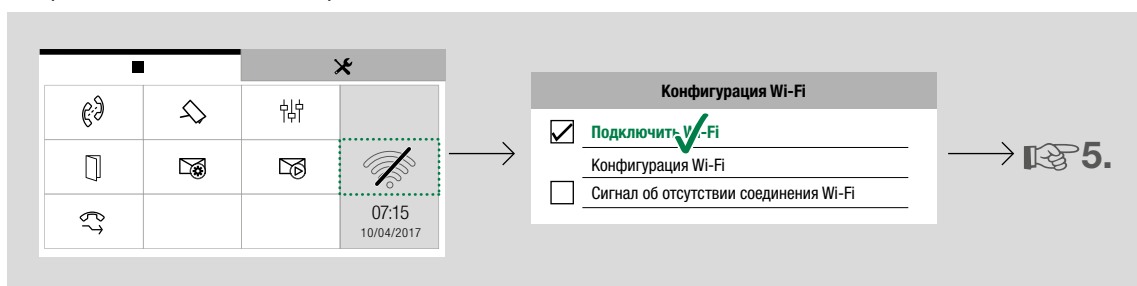 07:15
10/04/2017
Конфигурация Wi-Fi
Подключить Wi-Fi
Конфигурация Wi-Fi
Сигнал об отсутствии соединения Wi-Fi
5.